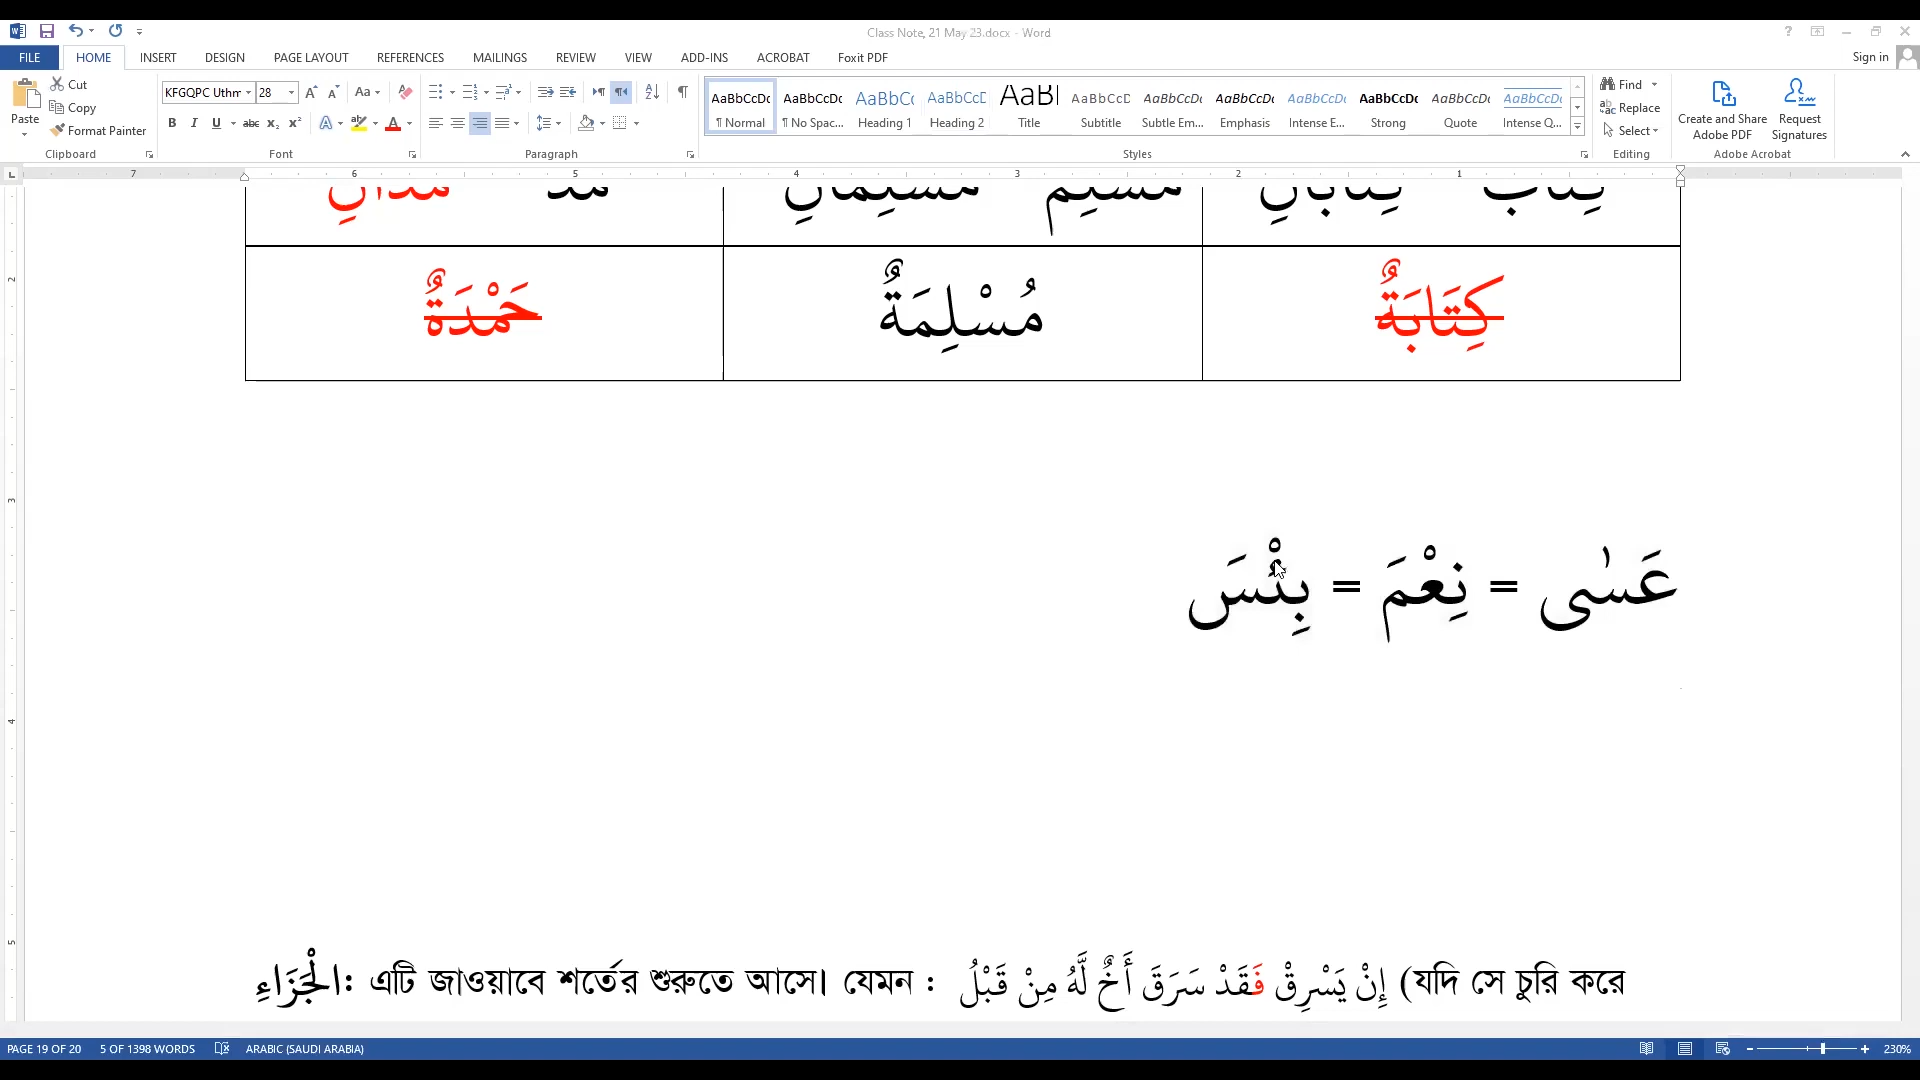 Class Note, 21 May 23.docx - Word
FILE HOME INSERT DESIGN PAGE LAYOUT REFERENCES MAILINGS REVIEW VIEW ADD-INS ACROBAT Foxit PDF Sign in
Paste Cut Copy Format Painter
KFGQPC Uthm 28
AaBbCcDc AaBbCcDc AaBbCc AaBbCcD AaBl AaBbCcD AaBbCcDc AaBbCcDc AaBbCcDc AaBbCcDc AaBbCcDc AaBbCcDc
¶ Normal ¶ No Spac... Heading 1 Heading 2 Title Subtitle Subtle Em... Emphasis Intense E... Strong Quote Intense Q...
Find Replace Select
Create and Share Adobe PDF Request Signatures
Clipboard Font Paragraph Styles Editing Adobe Acrobat
كِتَابَةٌ مُسْلِمَةٌ حَمْدَةٌ
عَسٰى = نِعْمَ = بِئْسَ
الْجَزَاءِ: এটি জাওয়াবে শর্তের শুরুতে আসে। যেমন : إِنْ يَسْرِقْ فَقَدْ سَرَقَ أَخٌ لَّهُ مِنْ قَبْلُ (যদি সে চুরি করে
PAGE 19 OF 20 5 OF 1398 WORDS ARABIC (SAUDI ARABIA) 230%